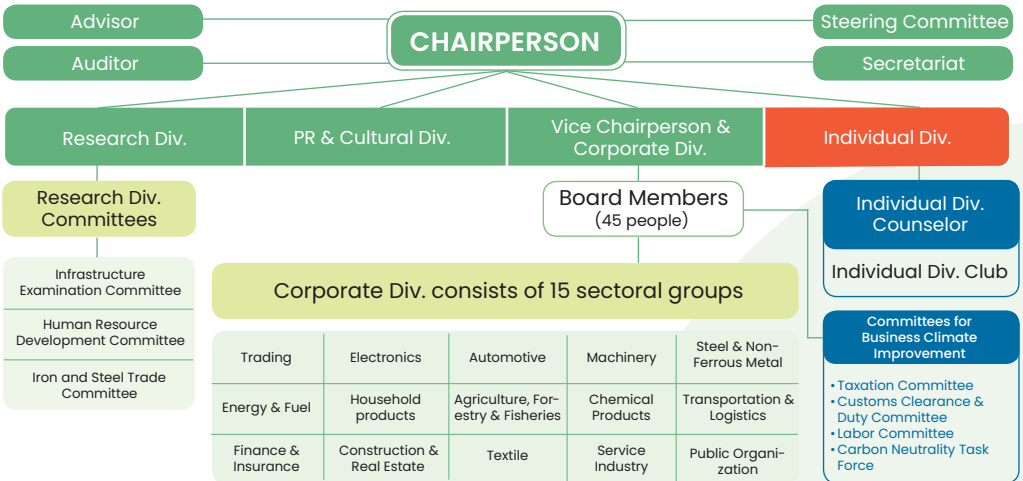 Advisor
CHAIRPERSON
Steering Committee
Auditor
Secretariat
Research Div.
PR & Cultural Div.
Vice Chairperson &
Corporate Div.
Individual Div.
Research Div.
Committees
Infrastructure
Examination Committee
Human Resource
Development Committee
Iron and Steel Trade
Committee
Board Members
(45 people)
Corporate Div. consists of 15 sectoral groups
Trading
Electronics
Automotive
Machinery
Steel & Non-
Ferrous Metal
Energy & Fuel
Household
products
Agriculture, For-
estry & Fisheries
Chemical
Products
Transportation &
Logistics
Finance &
Insurance
Construction &
Real Estate
Textile
Service
Industry
Public Organi-
zation
Individual Div.
Counselor
Individual Div. Club
Committees for
Business Climate
Improvement
• Taxation Committee
• Customs Clearance &
Duty Committee
• Labor Committee
• Carbon Neutrality Task
Force